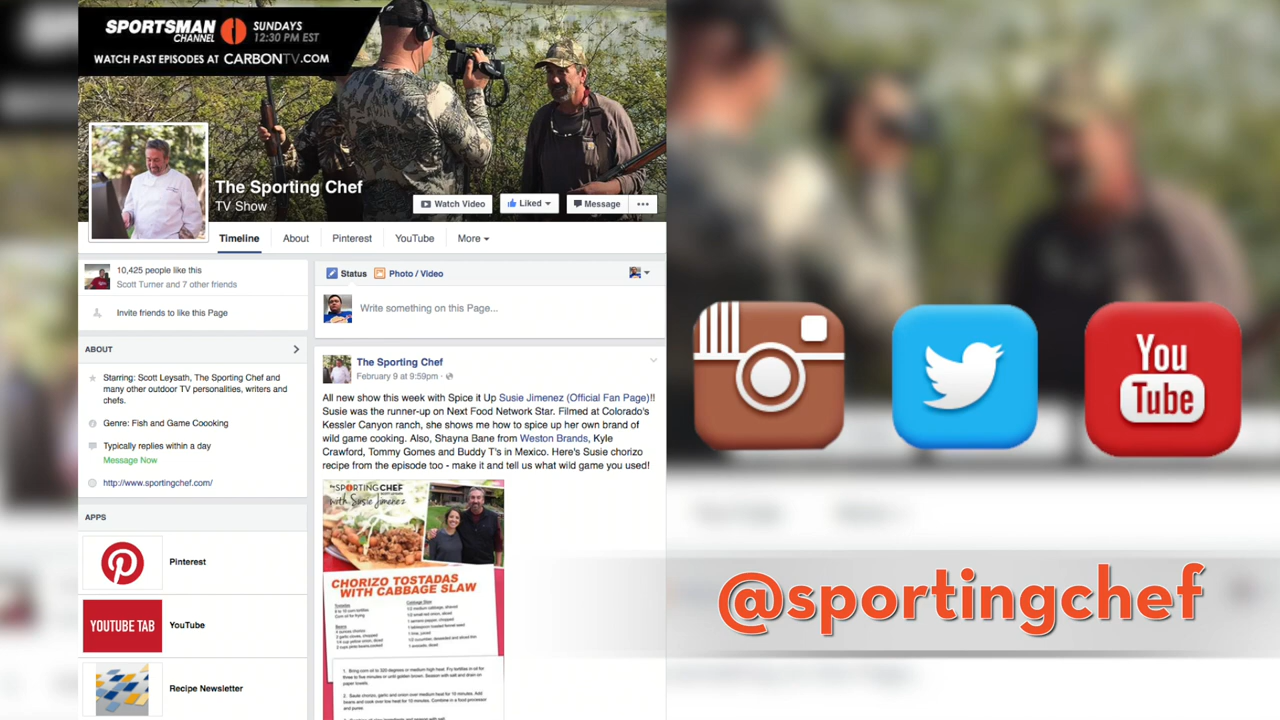 SPORTSMAN CHANNEL
SUNDAYS
12:30 PM EST
WATCH PAST EPISODES AT CARBONTV.COM
The Sporting Chef
TV Show
Watch Video
Liked
Message
Timeline
About
Pinterest
YouTube
More
10,425 people like this
Scott Turner and 7 other friends
Invite friends to like this Page
ABOUT
Starring: Scott Leysath, The Sporting Chef and
many other outdoor TV personalities, writers and
chefs.
Genre: Fish and Game Coooking
Typically replies within a day
Message Now
http://www.sportingchef.com/
APPS
Pinterest
YOUTUBE TAB
YouTube
Recipe Newsletter
Status
Photo / Video
Write something on this Page...
The Sporting Chef
February 9 at 9:59pm ·
All new show this week with Spice it Up Susie Jimenez (Official Fan Page)!!
Susie was the runner-up on Next Food Network Star. Filmed at Colorado's
Kessler Canyon ranch, she shows me how to spice up her own brand of
wild game cooking. Also, Shayna Bane from Weston Brands, Kyle
Crawford, Tommy Gomes and Buddy T's in Mexico. Here's Susie chorizo
recipe from the episode too - make it and tell us what wild game you used!
SPORTING CHEF
with Susie Jimenez
CHORIZO TOSTADAS
WITH CABBAGE SLAW
Tostadas
Cabbage Slaw
You
Tube
@sportingchef